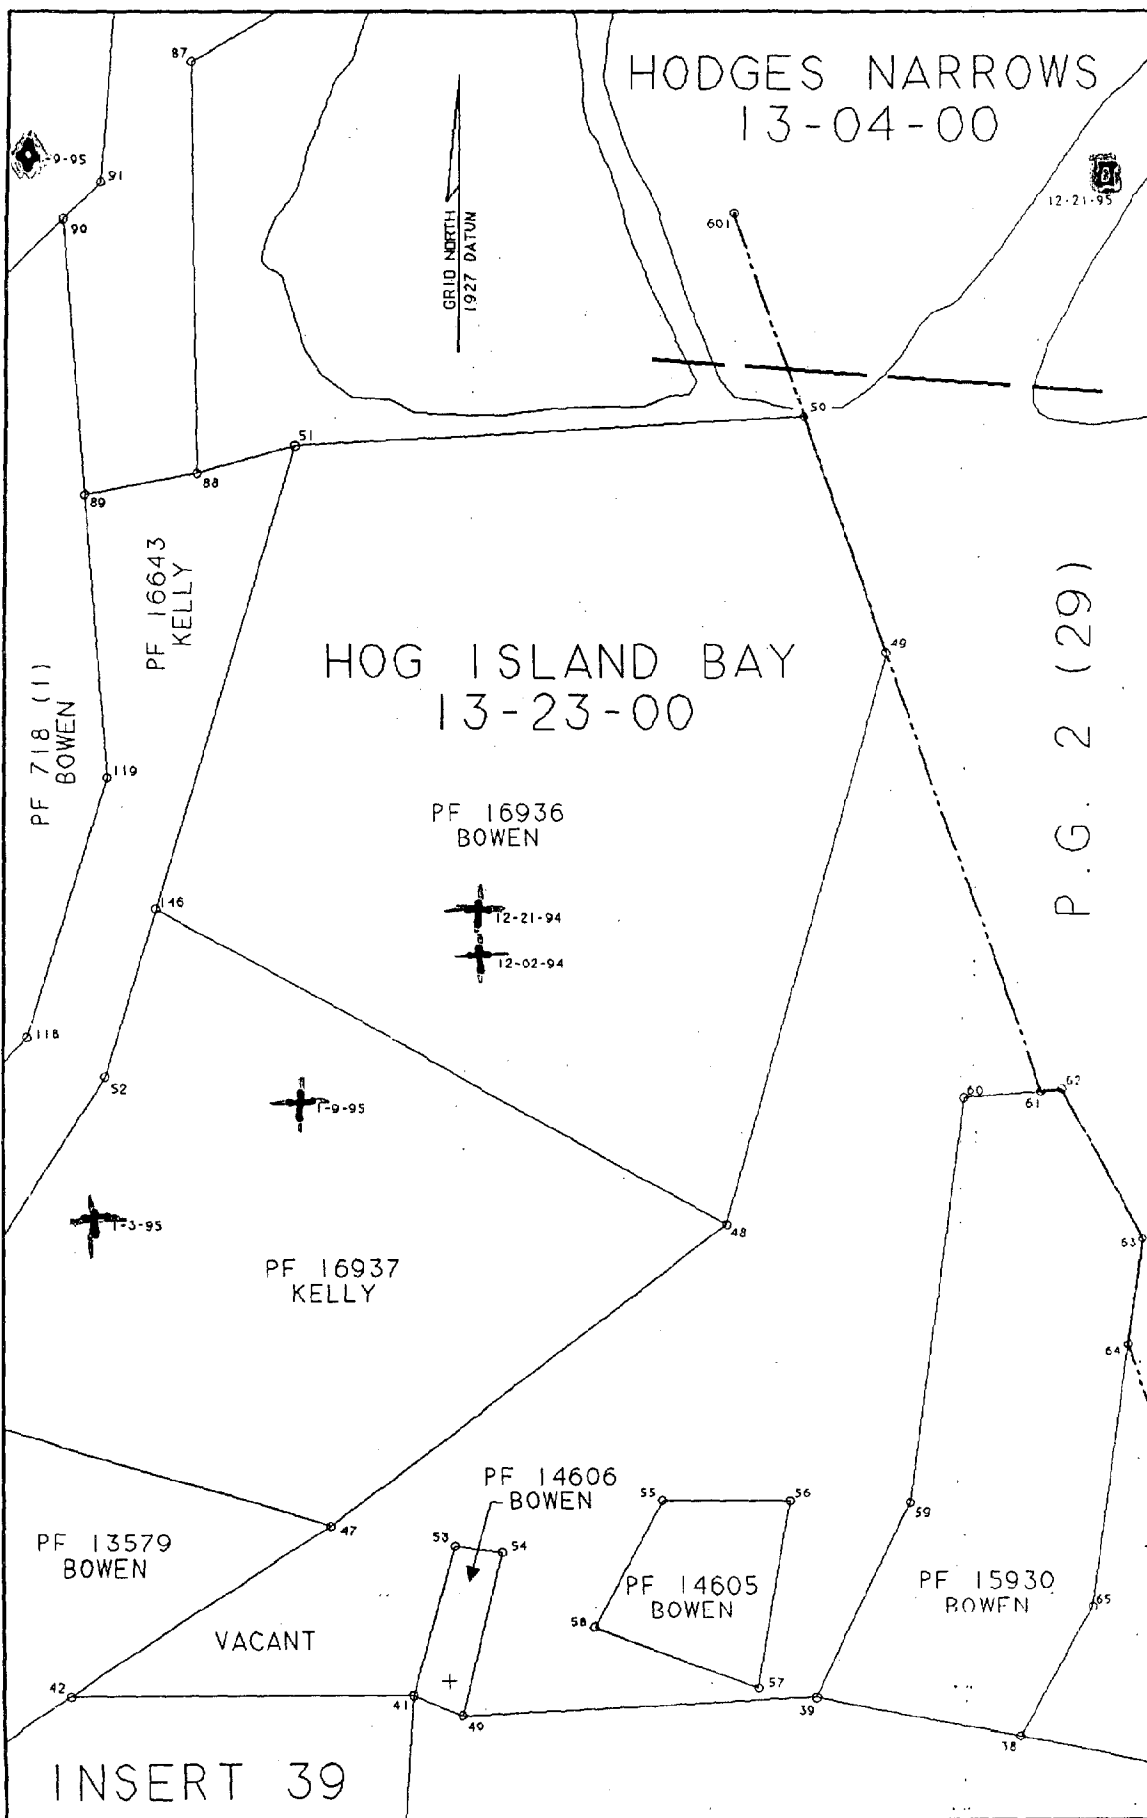 HODGES NARROWS
13-04-00
87
1-9-95
91
90
601
12-21-95
GRID NORTH
1927 DATUM
50
51
88
89
PF 16643
KELLY
HOG ISLAND BAY
13-23-00
49
P.G. 2 (29)
PF 718 (1)
BOWEN
119
PF 16936
BOWEN
146
12-21-94
12-02-94
118
52
1-9-95
60
61
62
1-3-95
48
63
PF 16937
KELLY
64
PF 14606
BOWEN
55
56
59
47
53
54
PF 13579
BOWEN
PF 14605
BOWEN
PF 15930
BOWEN
65
58
VACANT
42
41
40
57
39
38
INSERT 39